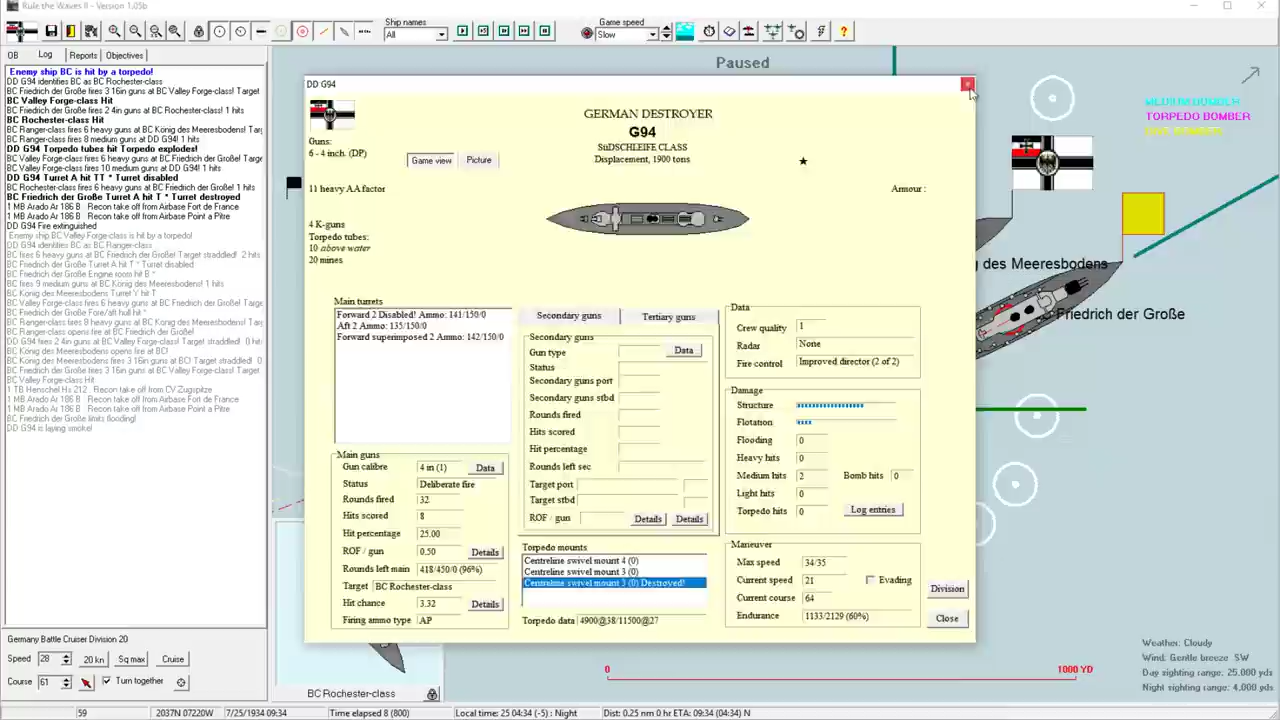 Rule the Waves II - Version 1.05b
Ship names
All
Game speed
Slow
OB Log Reports Objectives
Enemy ship BC is hit by a torpedo!
DD G94 identifies BC as BC Rochester-class
BC Friedrich der Große fires 3 16in guns at BC Valley Forge-class! Target
BC Valley Forge-class Hit
BC Friedrich der Große fires 2 4in guns at BC Rochester-class! 1 hits
BC Rochester-class Hit
BC Ranger-class fires 6 heavy guns at BC König des Meeresbodens! Targ
BC Ranger-class fires 8 medium guns at DD G94! 1 hits
DD G94 Torpedo tubes hit Torpedo explodes!
BC Valley Forge-class fires 6 heavy guns at BC Friedrich der Große! Targe
BC Valley Forge-class fires 10 medium guns at DD G94! 1 hits
DD G94 Turret A hit TT * Turret disabled
BC Rochester-class fires 6 heavy guns at BC Friedrich der Große! 1 hits
BC Friedrich der Große Turret A hit T * Turret destroyed
1 MB Arado Ar 186 B Recon take off from Airbase Fort de France
1 MB Arado Ar 186 B Recon take off from Airbase Point a Pitre
DD G94 Fire extinguished
Enemy ship BC Valley Forge-class is hit by a torpedo!
DD G94 identifies BC as BC Ranger-class
BC fires 6 heavy guns at BC Friedrich der Große! Target straddled! 2 hits
BC Friedrich der Große Turret A hit T * Turret disabled
BC Friedrich der Große Engine room hit B *
BC fires 9 medium guns at BC König des Meeresbodens! 1 hits
BC König des Meeresbodens Turret Y hit T
BC Valley Forge-class fires 6 heavy guns at BC Friedrich der Große! Targe
BC Friedrich der Große Fore/aft hull hit *
BC Ranger-class fires 8 heavy guns at BC König des Meeresbodens! Targ
BC Ranger-class opens fire at BC Friedrich der Große!
DD G94 fires 2 4in guns at BC Valley Forge-class! Target straddled! 0 hits
BC König des Meeresbodens opens fire at BC!
BC König des Meeresbodens fires 3 16in guns at BC! Target straddled! 0
BC Friedrich der Große fires 3 16in guns at BC Valley Forge-class! Target
BC Valley Forge-class Hit
1 TB Henschel Hs 212 Recon take off from CV Zugspitze
1 MB Arado Ar 186 B Recon take off from Airbase Fort de France
1 MB Arado Ar 186 B Recon take off from Airbase Point a Pitre
BC Friedrich der Große limits flooding!
DD G94 is laying smoke!
Germany Battle Cruiser Division 20
Speed 28 20 kn Sq max Cruise
Course 61 Turn together
Paused
DD G94
GERMAN DESTROYER
G94
SüDSCHLEIFE CLASS
Displacement, 1900 tons
Guns:
6 - 4 inch. (DP)
Game view Picture
11 heavy AA factor
Armour :
4 K-guns
Torpedo tubes:
10 above water
20 mines
Main turrets
Forward 2 Disabled! Ammo: 141/150/0
Aft 2 Ammo: 135/150/0
Forward superimposed 2 Ammo: 142/150/0
Main guns
Gun calibre 4 in (1) Data
Status Deliberate fire
Rounds fired 32
Hits scored 8
Hit percentage 25.00
ROF / gun 0.50 Details
Rounds left main 418/450/0 (96%)
Target BC Rochester-class
Hit chance 3.32 Details
Firing ammo type AP
Secondary guns Tertiary guns
Secondary guns
Gun type Data
Status
Secondary guns port
Secondary guns stbd
Rounds fired
Hits scored
Hit percentage
Rounds left sec
Target port
Target stbd
ROF / gun Details Details
Torpedo mounts
Centreline swivel mount 4 (0)
Centreline swivel mount 3 (0)
Centreline swivel mount 3 (0) Destroyed!
Torpedo data 4900@38/11500@27
Data
Crew quality 1
Radar None
Fire control Improved director (2 of 2)
Damage
Structure
Flotation
Flooding 0
Heavy hits 0
Medium hits 2 Bomb hits 0
Light hits 0
Torpedo hits 0 Log entries
Maneuver
Max speed 34/35
Current speed 21 Evading
Current course 64
Endurance 1133/2129 (60%)
Division
Close
MEDIUM BOMBER
TORPEDO BOMBER
DIVE BOMBER
g des Meeresbodens
Friedrich der Große
BC Rochester-class
0 1000 YD
Weather: Cloudy
Wind: Gentle breeze SW
Day sighting range: 25,000 yds
Night sighting range: 4,000 yds
59 2037N 07220W 7/25/1934 09:34 Time elapsed 8 (800) Local time: 25 04:34 (-5) : Night Dist: 0.25 nm 0 hr ETA: 09:34 (04:34) N